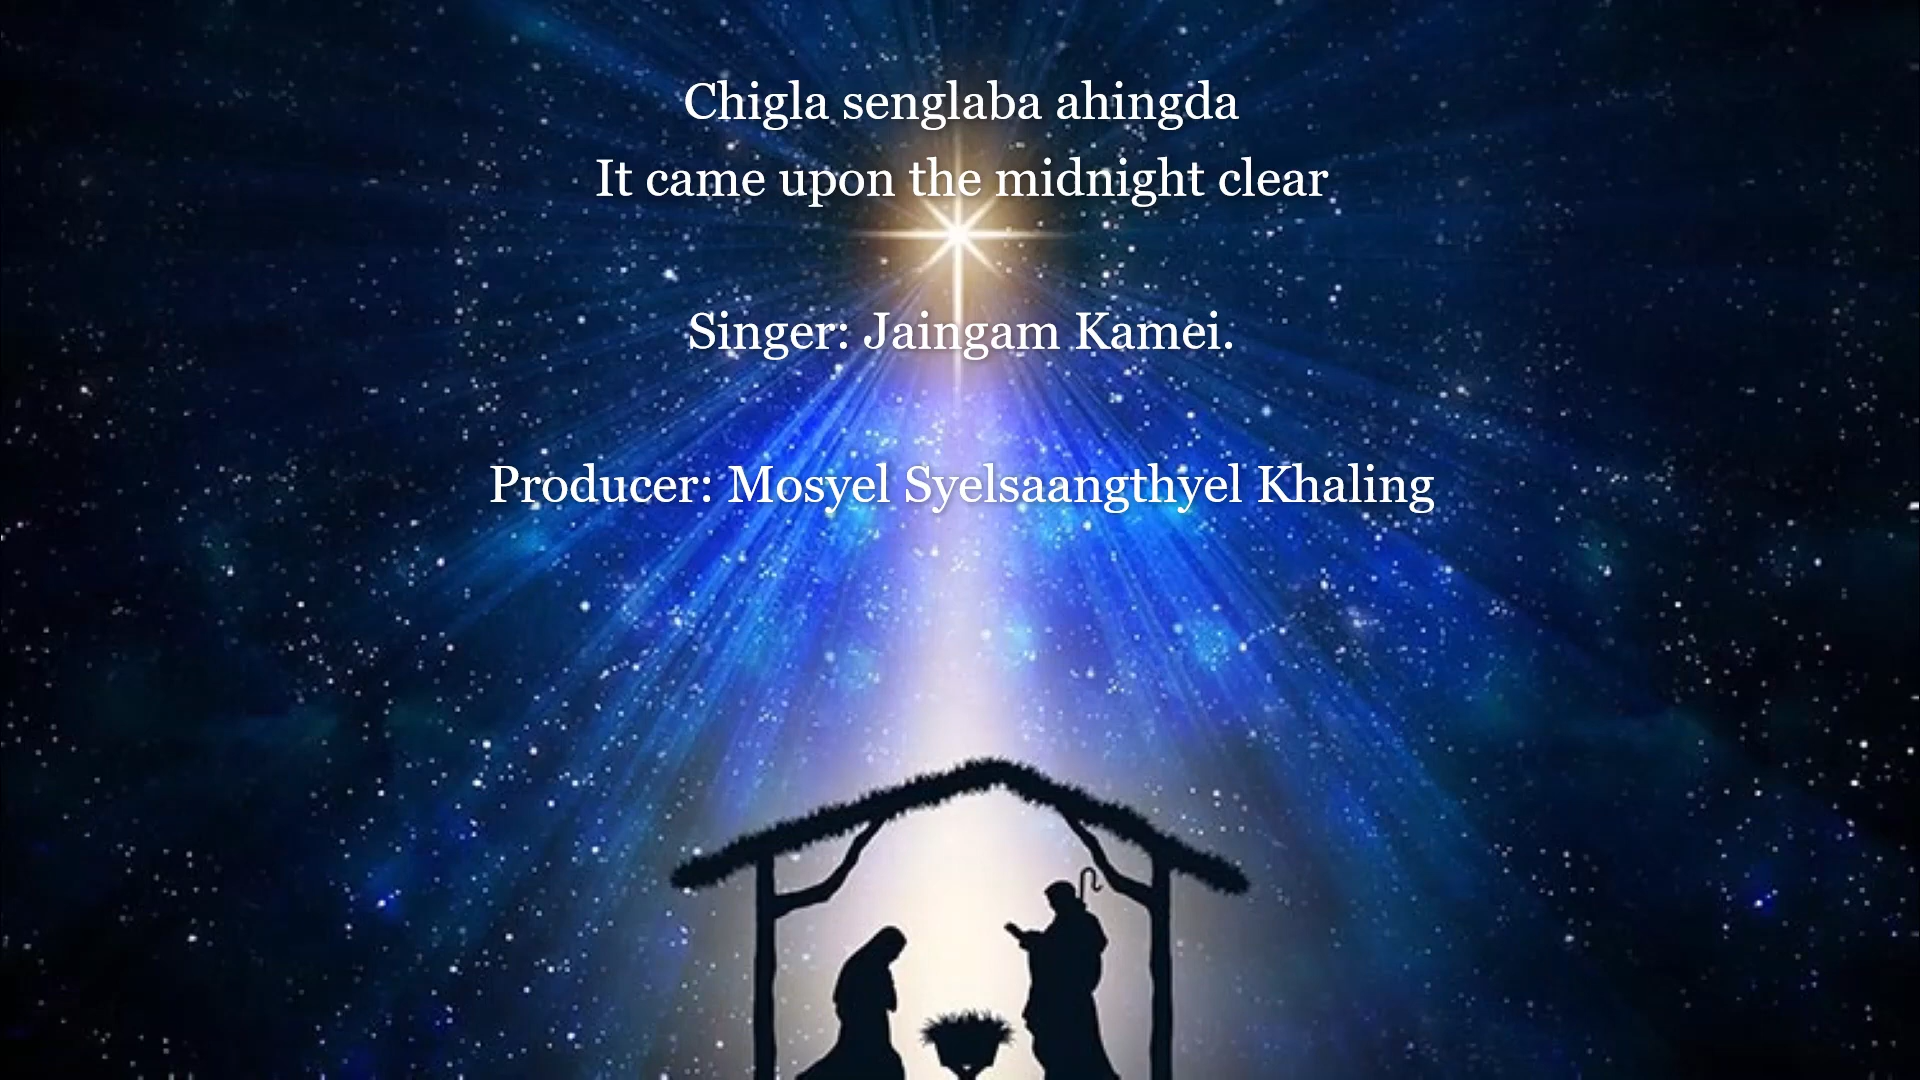 Chigla senglaba ahingda
It came upon the midnight clear
Singer: Jaingam Kamei.
Producer: Mosyel Syelsaangthyel Khaling